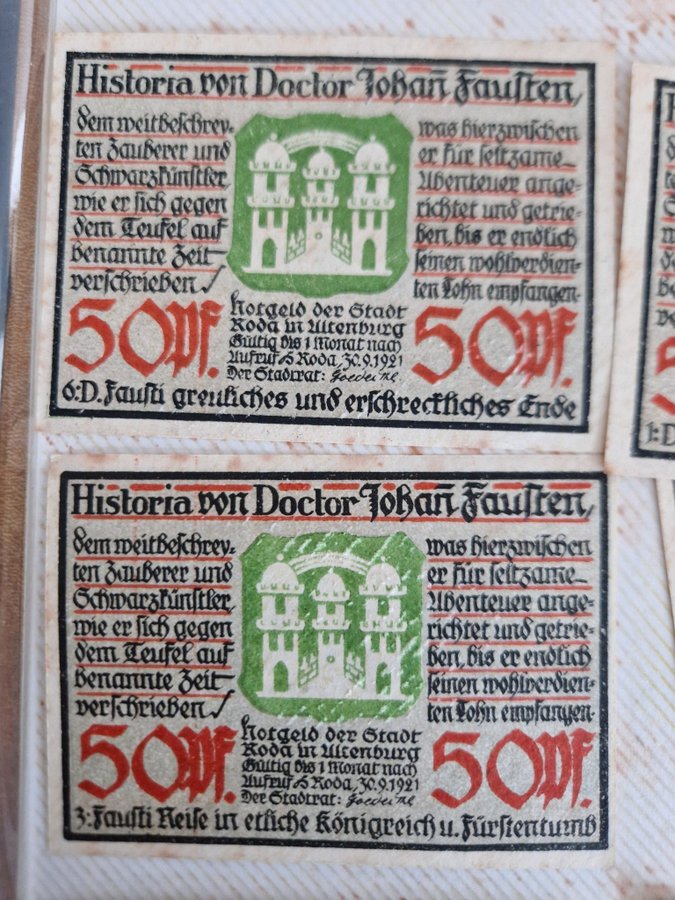 Historia von Doctor Johañ Fausten,
dem weitbeschrey-
ten Zauberer und
Schwarzkünstler,
wie er sich gegen
dem Teufel auf
benannte Zeit
verschrieben
was hierzwischen
er für seltzame
Abenteuer ange-
richtet und getrie-
ben, bis er endlich
seinen wohlverdien-
ten Lohn empfangen.
50Pf.
Notgeld der Stadt
Roda in Altenburg
Gültig bis 1 Monat nach
Aufruf Roda, 30.9.1921
Der Stadtrat:
50Pf.
6: D. Fausti greuliches und erschreckliches Ende
Historia von Doctor Johañ Fausten,
dem weitbeschrey-
ten Zauberer und
Schwarzkünstler,
wie er sich gegen
dem Teufel auf
benannte Zeit
verschrieben
was hierzwischen
er für seltzame
Abenteuer ange-
richtet und getrie-
ben, bis er endlich
seinen wohlverdien-
ten Lohn empfangen.
50Pf.
Notgeld der Stadt
Roda in Altenburg
Gültig bis 1 Monat nach
Aufruf Roda, 30.9.1921
Der Stadtrat:
50Pf.
3: Fausti Reise in etliche Königreich u. Fürstentumb
1: D